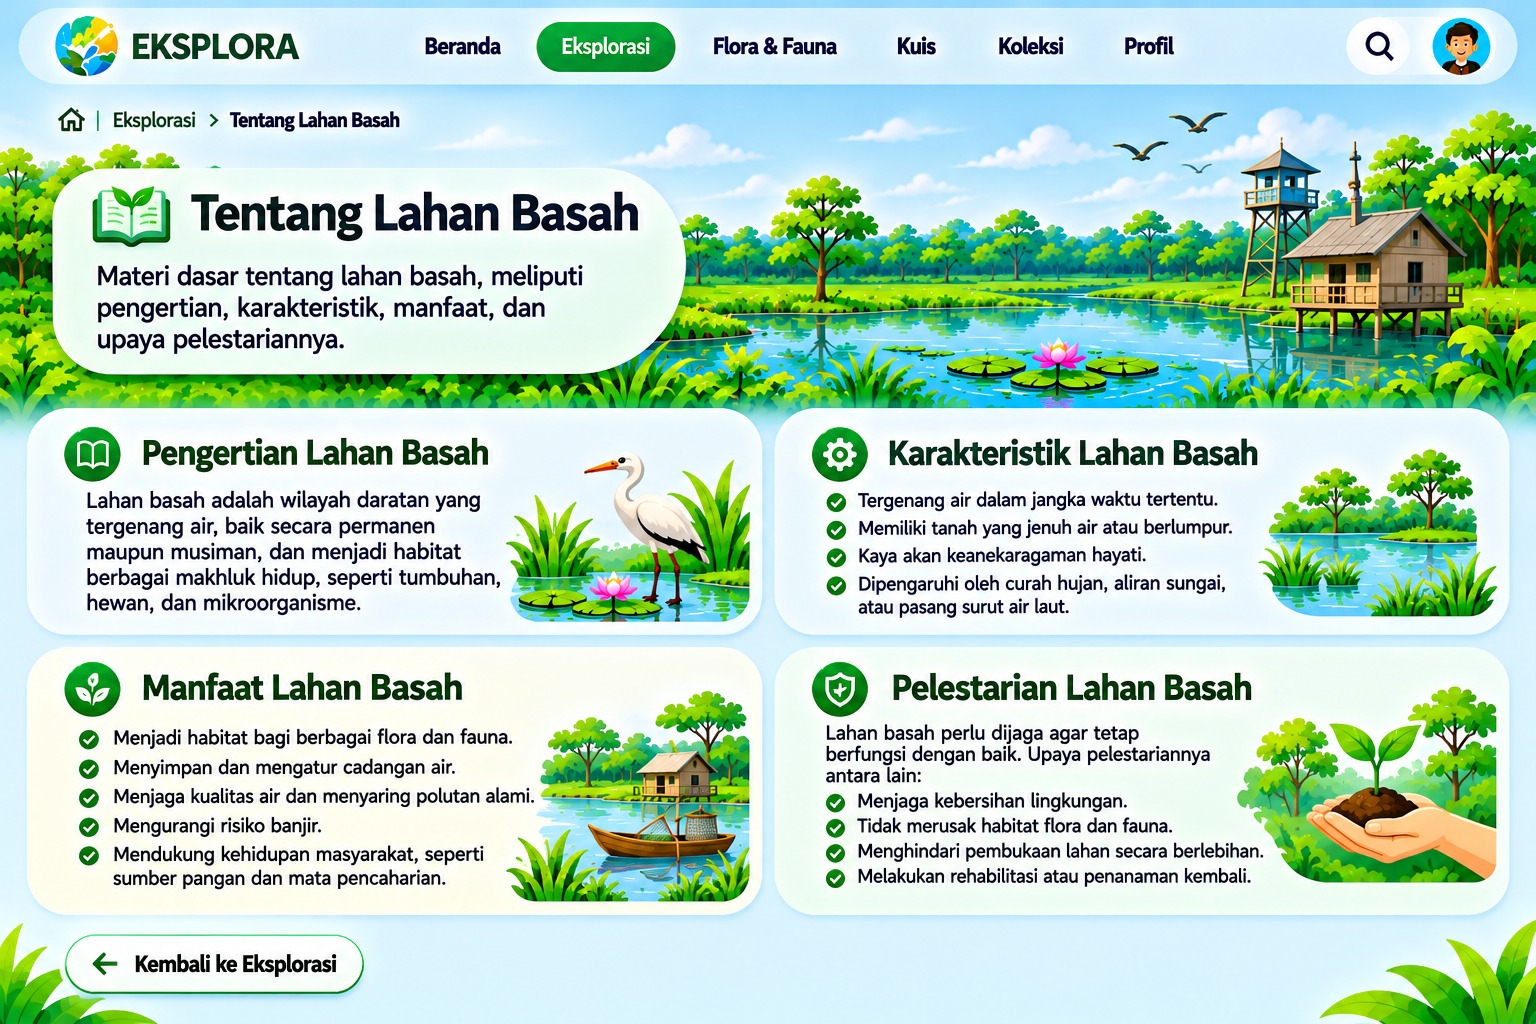 EKSPLORA
Beranda
Eksplorasi
Flora & Fauna
Kuis
Koleksi
Profil
Eksplorasi > Tentang Lahan Basah
Tentang Lahan Basah
Materi dasar tentang lahan basah, meliputi
pengertian, karakteristik, manfaat, dan
upaya pelestariannya.
Pengertian Lahan Basah
Lahan basah adalah wilayah daratan yang
tergenang air, baik secara permanen
maupun musiman, dan menjadi habitat
berbagai makhluk hidup, seperti tumbuhan,
hewan, dan mikroorganisme.
Karakteristik Lahan Basah
Tergenang air dalam jangka waktu tertentu.
Memiliki tanah yang jenuh air atau berlumpur.
Kaya akan keanekaragaman hayati.
Dipengaruhi oleh curah hujan, aliran sungai,
atau pasang surut air laut.
Manfaat Lahan Basah
Menjadi habitat bagi berbagai flora dan fauna.
Menyimpan dan mengatur cadangan air.
Menjaga kualitas air dan menyaring polutan alami.
Mengurangi risiko banjir.
Mendukung kehidupan masyarakat, seperti
sumber pangan dan mata pencaharian.
Pelestarian Lahan Basah
Lahan basah perlu dijaga agar tetap
berfungsi dengan baik. Upaya pelestariannya
antara lain:
Menjaga kebersihan lingkungan.
Tidak merusak habitat flora dan fauna.
Menghindari pembukaan lahan secara berlebihan.
Melakukan rehabilitasi atau penanaman kembali.
Kembali ke Eksplorasi